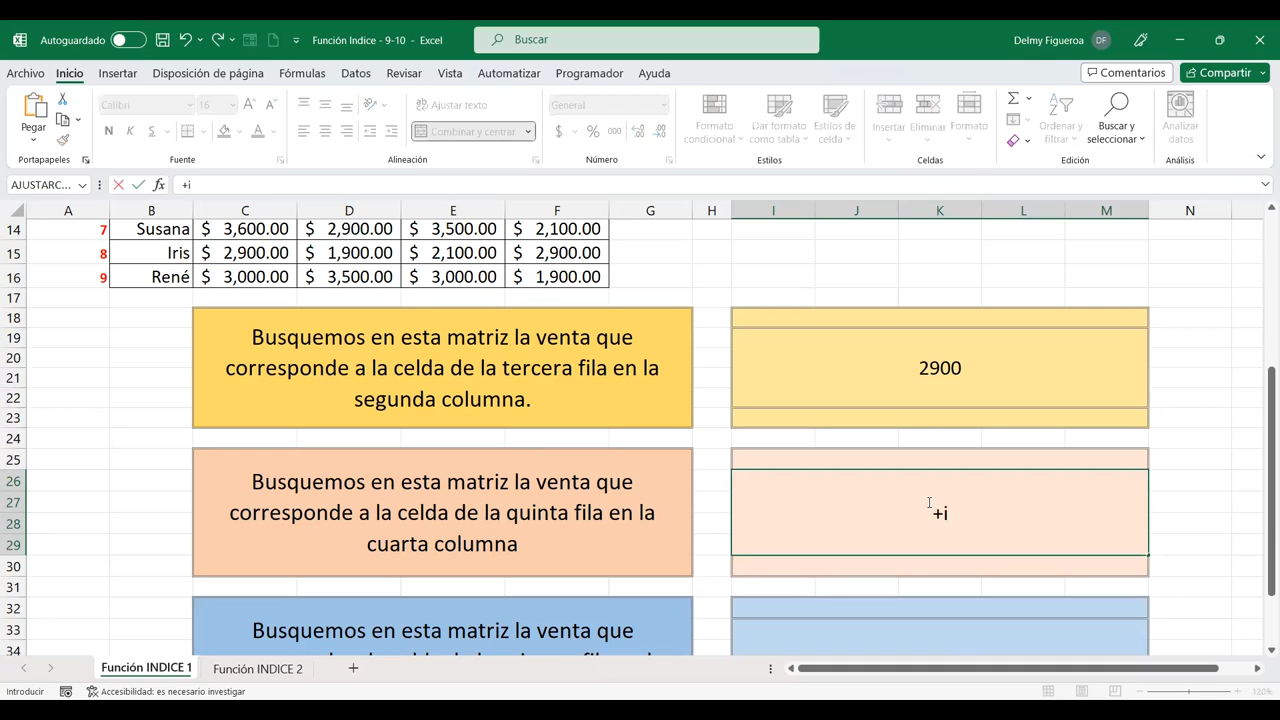 Autoguardado
Función Indice - 9-10 - Excel
Buscar
Delmy Figueroa
DF
Archivo Inicio Insertar Disposición de página Fórmulas Datos Revisar Vista Automatizar Programador Ayuda
Comentarios
Compartir
Pegar
Portapapeles
Calibri
16
N K S
Fuente
Ajustar texto
Combinar y centrar
Alineación
General
$ % 000
Número
Formato condicional
Dar formato como tabla
Estilos de celda
Estilos
Insertar
Eliminar
Formato
Celdas
Ordenar y filtrar
Buscar y seleccionar
Edición
Analizar datos
Análisis
AJUSTARC...
fx
+i
A B C D E F G H I J K L M N
14 7 Susana $ 3,600.00 $ 2,900.00 $ 3,500.00 $ 2,100.00
15 8 Iris $ 2,900.00 $ 1,900.00 $ 2,100.00 $ 2,900.00
16 9 René $ 3,000.00 $ 3,500.00 $ 3,000.00 $ 1,900.00
17
18
19
20
21
22
23
24
25
26
27
28
29
30
31
32
33
34
Busquemos en esta matriz la venta que
corresponde a la celda de la tercera fila en la
segunda columna.
2900
Busquemos en esta matriz la venta que
corresponde a la celda de la quinta fila en la
cuarta columna
+i
Busquemos en esta matriz la venta que
Función INDICE 1
Función INDICE 2
Introducir
Accesibilidad: es necesario investigar
120%